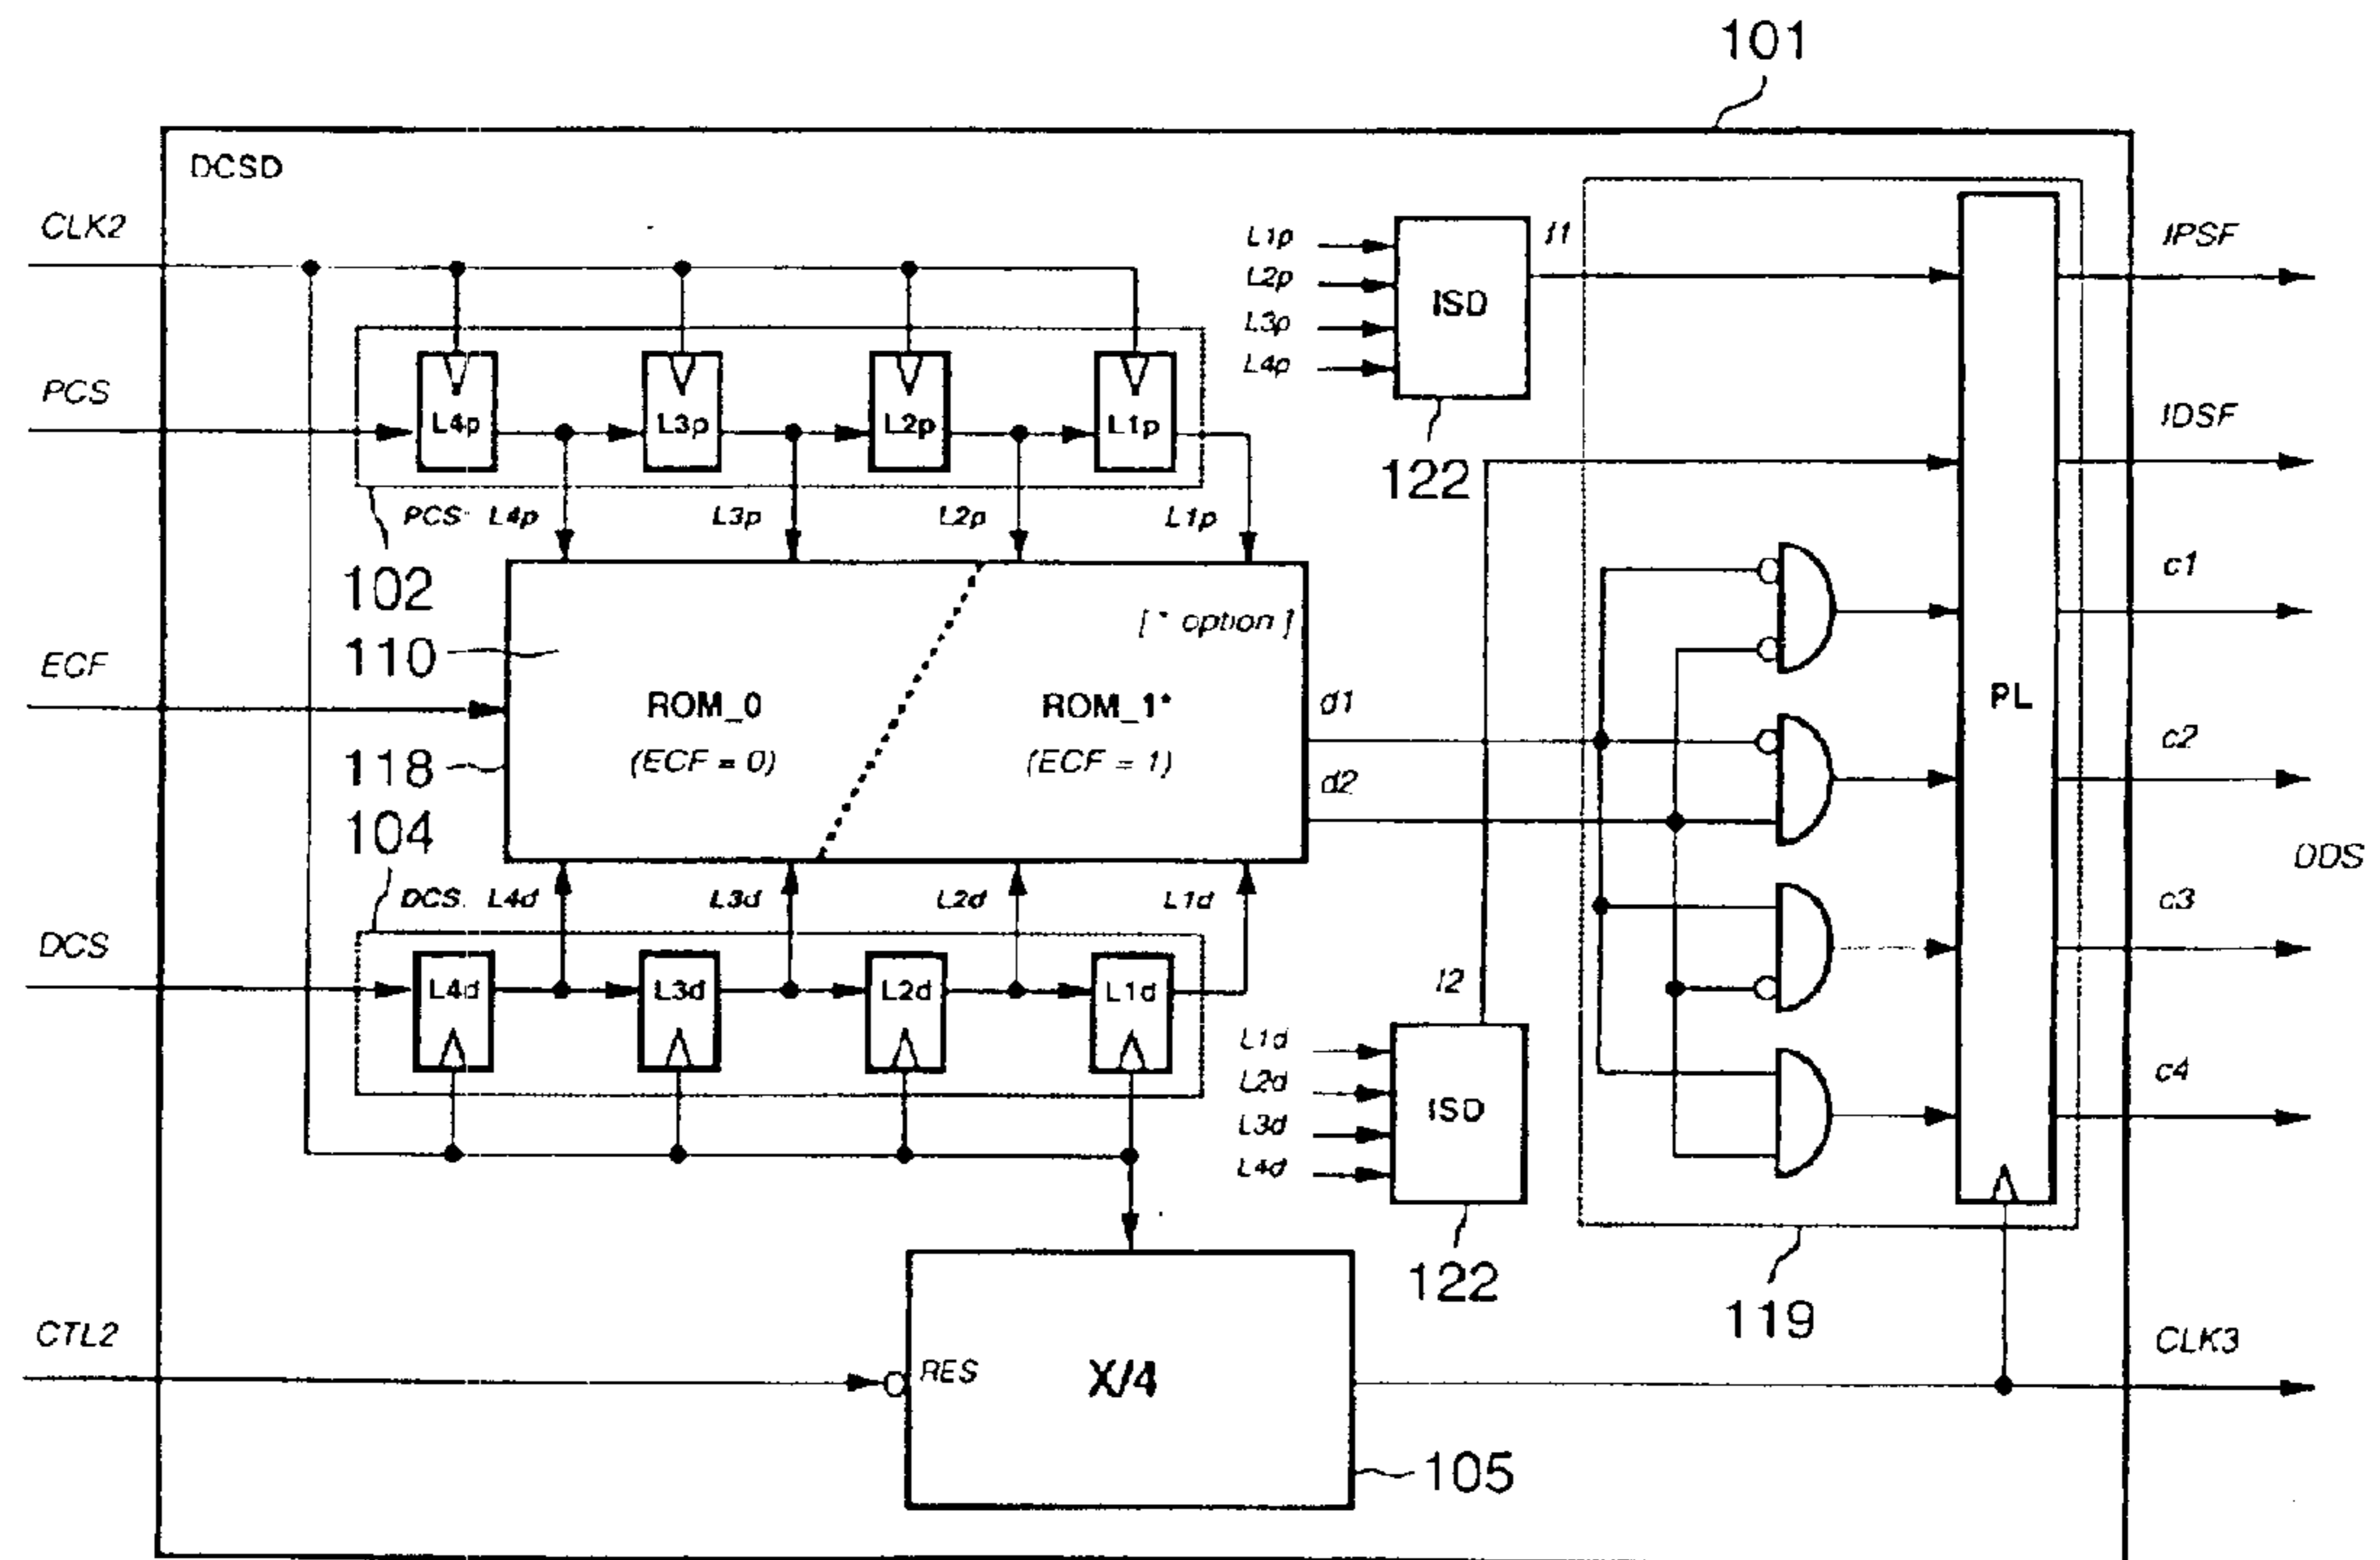 101
DCSD
CLK2
PCS
ECF
DCS
CTL2
L4p
L3p
L2p
L1p
PCS: L4p
L3p
L2p
L1p
102
110
118
104
[ * option ]
ROM_0
(ECF = 0)
ROM_1*
(ECF = 1)
d1
d2
DCS: L4d
L3d
L2d
L1d
L4d
L3d
L2d
L1d
L1p
L2p
L3p
L4p
ISD
I1
122
I2
L1d
L2d
L3d
L4d
ISD
122
RES
X/4
105
PL
119
IPSF
IDSF
c1
c2
c3
c4
DDS
CLK3